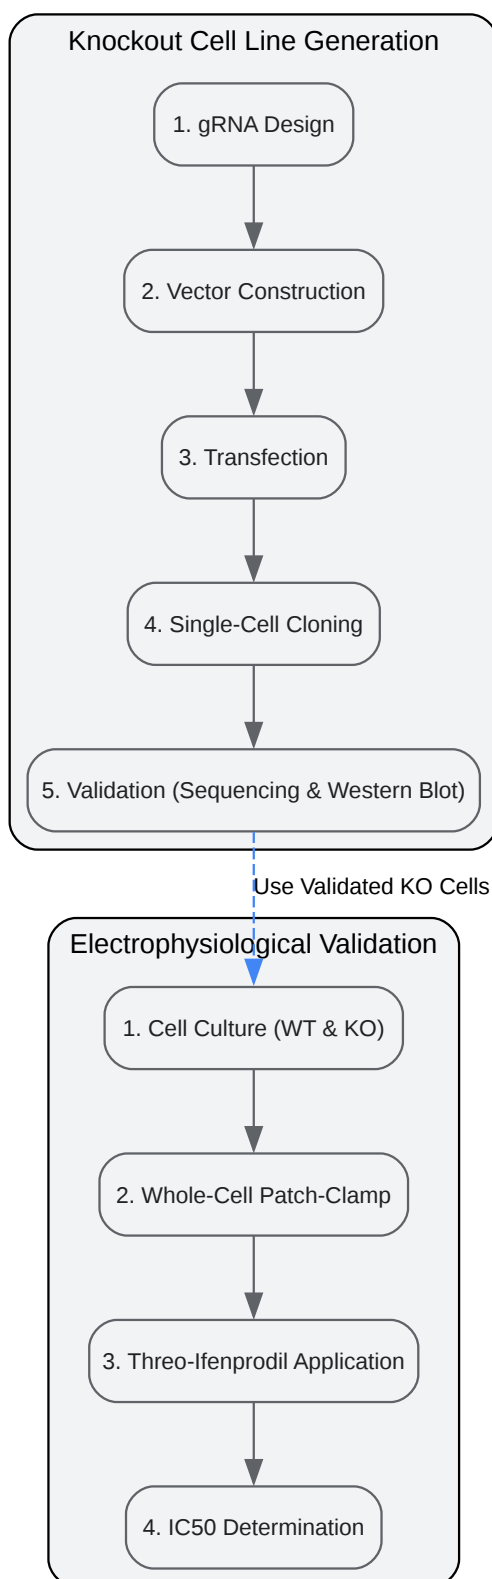 Knockout Cell Line Generation
1. gRNA Design
2. Vector Construction
3. Transfection
4. Single-Cell Cloning
5. Validation (Sequencing & Western Blot)
Use Validated KO Cells
Electrophysiological Validation
1. Cell Culture (WT & KO)
2. Whole-Cell Patch-Clamp
3. Threo-Ifenprodil Application
4. IC50 Determination